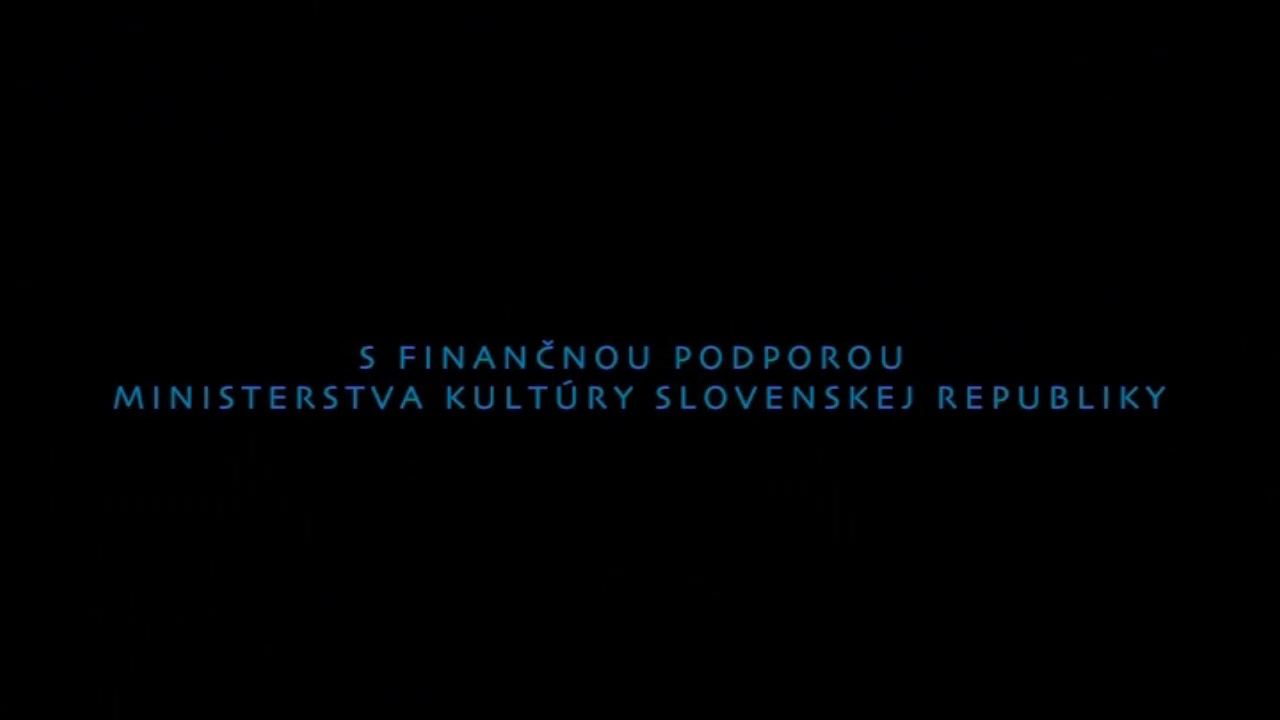 S FINANČNOU PODPOROU
MINISTERSTVA KULTÚRY SLOVENSKEJ REPUBLIKY